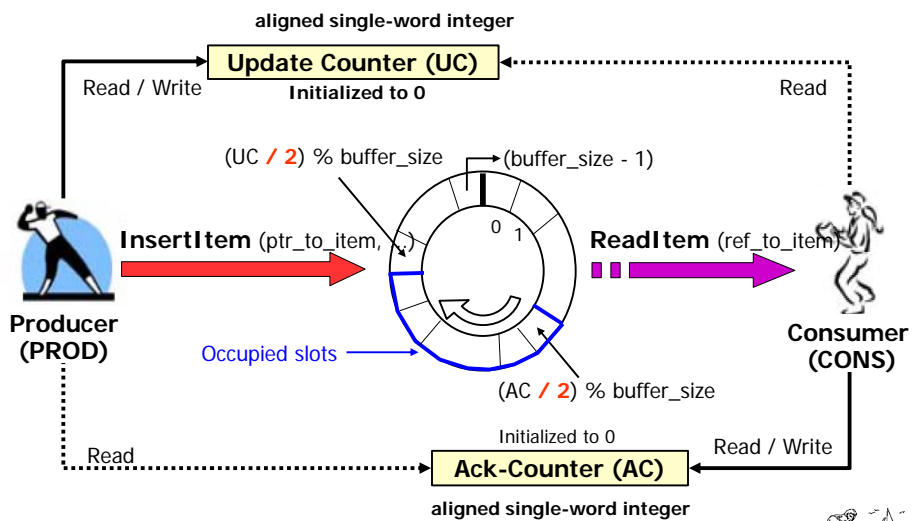 aligned single-word integer
Update Counter (UC)
Initialized to 0
Read / Write
Read
(UC / 2) % buffer_size
(buffer_size - 1)
0
1
InsertItem (ptr_to_item, ..)
ReadItem (ref_to_item)
Producer
(PROD)
Consumer
(CONS)
Occupied slots
(AC / 2) % buffer_size
Initialized to 0
Read
Read / Write
Ack-Counter (AC)
aligned single-word integer